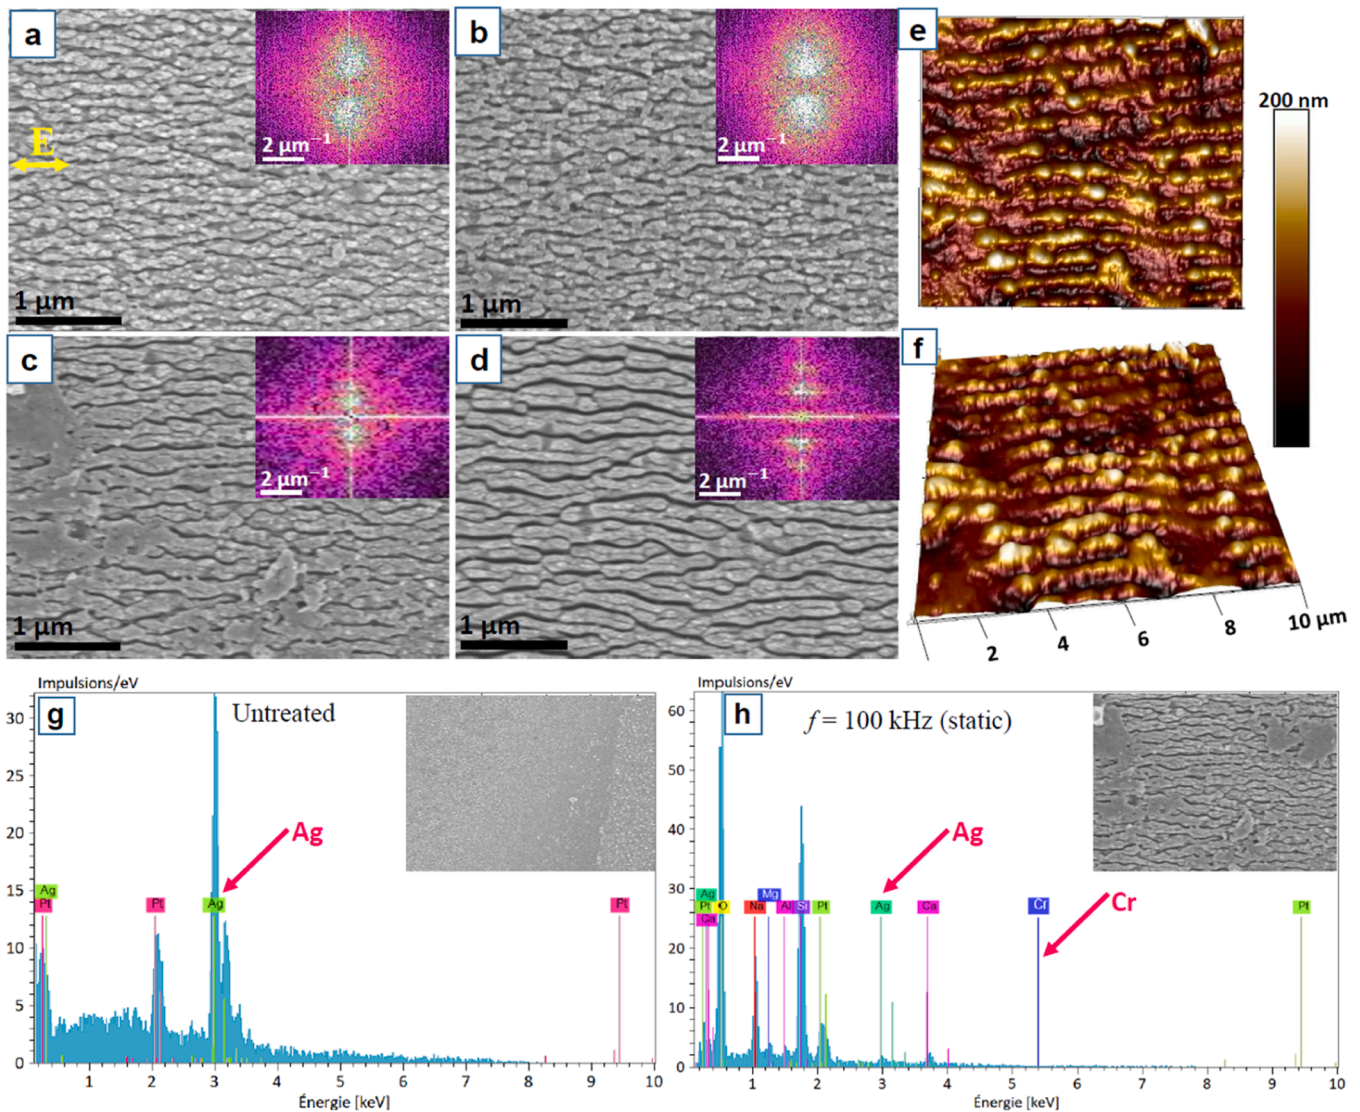 a
E
2 μm⁻¹
1 μm
b
2 μm⁻¹
1 μm
e
200 nm
c
2 μm⁻¹
1 μm
d
2 μm⁻¹
1 μm
f
2
4
6
8
10 μm
Impulsions/eV
g
Untreated
30
25
20
15
10
5
0
Ag
Ag
Pt
Pt
Ag
Pt
1
2
3
4
5
6
7
8
9
10
Énergie [keV]
Impulsions/eV
h
f = 100 kHz (static)
60
50
40
30
20
10
0
Ag
Cr
Ag
Mg
Pt
O
Na
Al
Si
Pt
Ag
Ca
Cr
Pt
Ca
1
2
3
4
5
6
7
8
9
10
Énergie [keV]